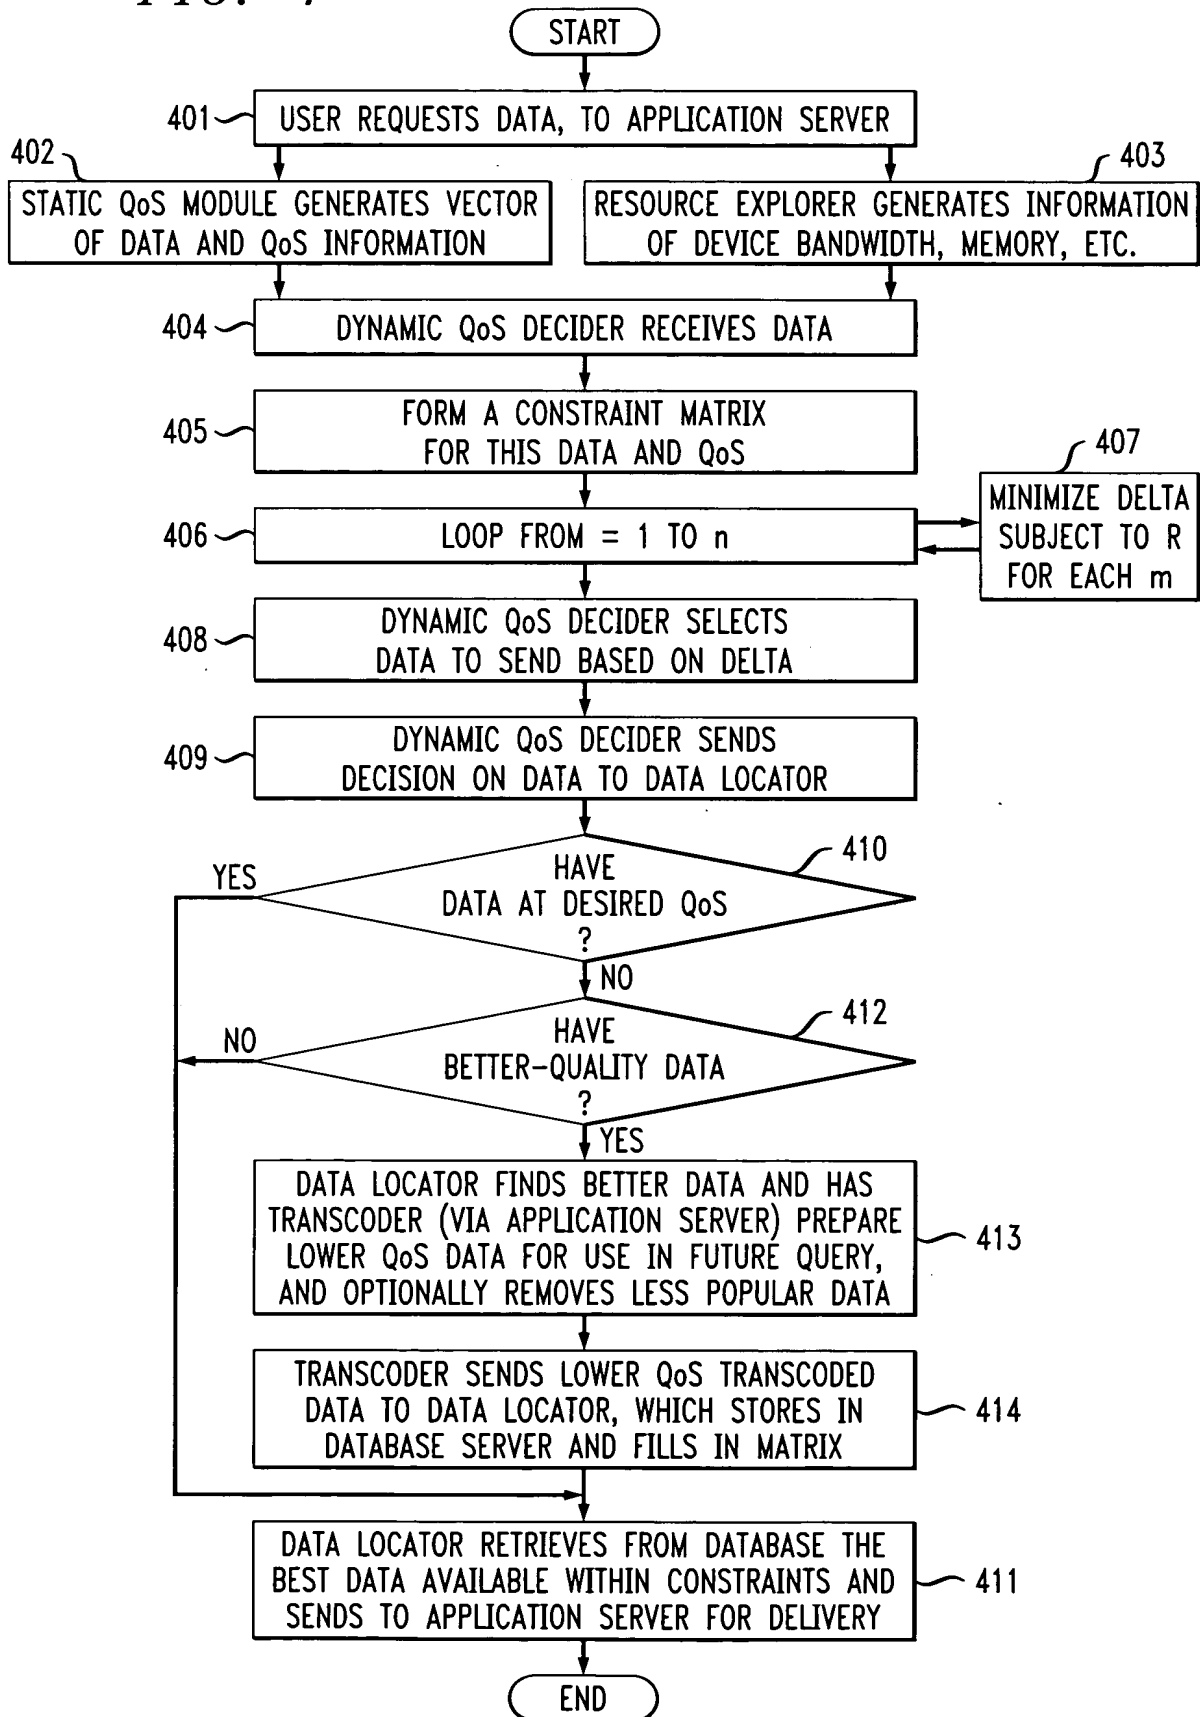 START
401
USER REQUESTS DATA, TO APPLICATION SERVER
402
403
STATIC QoS MODULE GENERATES VECTOR
OF DATA AND QoS INFORMATION
RESOURCE EXPLORER GENERATES INFORMATION
OF DEVICE BANDWIDTH, MEMORY, ETC.
404
DYNAMIC QoS DECIDER RECEIVES DATA
405
FORM A CONSTRAINT MATRIX
FOR THIS DATA AND QoS
407
406
LOOP FROM = 1 TO n
MINIMIZE DELTA
SUBJECT TO R
FOR EACH m
408
DYNAMIC QoS DECIDER SELECTS
DATA TO SEND BASED ON DELTA
409
DYNAMIC QoS DECIDER SENDS
DECISION ON DATA TO DATA LOCATOR
410
YES
HAVE
DATA AT DESIRED QoS
?
NO
412
NO
HAVE
BETTER-QUALITY DATA
?
YES
DATA LOCATOR FINDS BETTER DATA AND HAS
TRANSCODER (VIA APPLICATION SERVER) PREPARE
LOWER QoS DATA FOR USE IN FUTURE QUERY,
AND OPTIONALLY REMOVES LESS POPULAR DATA
413
TRANSCODER SENDS LOWER QoS TRANSCODED
DATA TO DATA LOCATOR, WHICH STORES IN
DATABASE SERVER AND FILLS IN MATRIX
414
DATA LOCATOR RETRIEVES FROM DATABASE THE
BEST DATA AVAILABLE WITHIN CONSTRAINTS AND
SENDS TO APPLICATION SERVER FOR DELIVERY
411
END